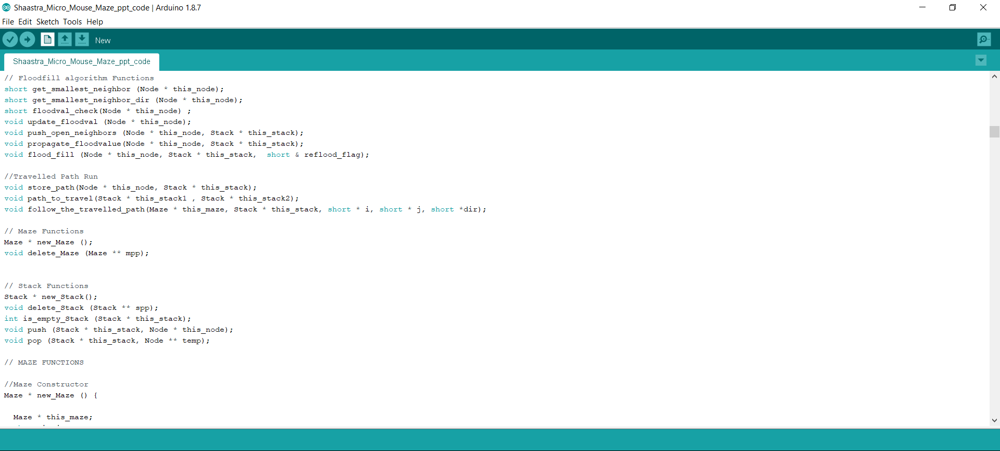 Shaastra_Micro_Mouse_Maze_ppt_code | Arduino 1.8.7
File Edit Sketch Tools Help
New
Shaastra_Micro_Mouse_Maze_ppt_code
// Floodfill algorithm Functions
short get_smallest_neighbor (Node * this_node);
short get_smallest_neighbor_dir (Node * this_node);
short floodval_check(Node * this_node) ;
void update_floodval (Node * this_node);
void push_open_neighbors (Node * this_node, Stack * this_stack);
void propagate_floodvalue(Node * this_node, Stack * this_stack);
void flood_fill (Node * this_node, Stack * this_stack,  short & reflood_flag);
//Travelled Path Run
void store_path(Node * this_node, Stack * this_stack);
void path_to_travel(Stack * this_stack1 , Stack * this_stack2);
void follow_the_travelled_path(Maze * this_maze, Stack * this_stack, short * i, short * j, short *dir);
// Maze Functions
Maze * new_Maze ();
void delete_Maze (Maze ** mpp);
// Stack Functions
Stack * new_Stack();
void delete_Stack (Stack ** spp);
int is_empty_Stack (Stack * this_stack);
void push (Stack * this_stack, Node * this_node);
void pop (Stack * this_stack, Node ** temp);
// MAZE FUNCTIONS
//Maze Constructor
Maze * new_Maze () {
Maze * this_maze;